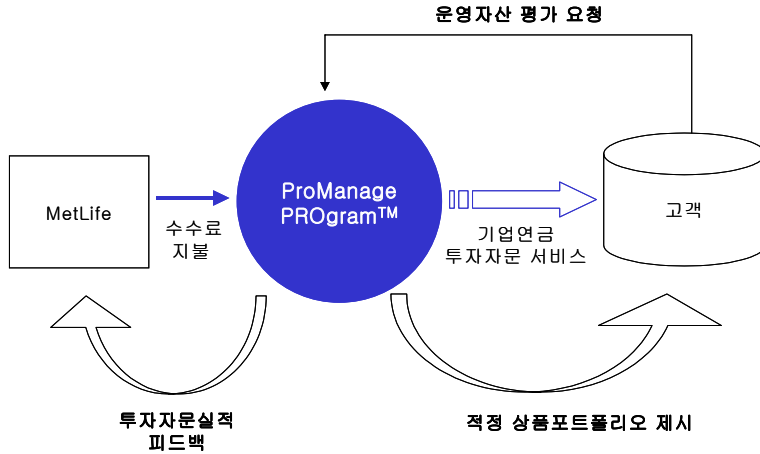 운영자산 평가 요청
MetLife
수수료
지불
ProManage
PROgram™
기업연금
투자자문 서비스
고객
투자자문실적
피드백
적정 상품포트폴리오 제시